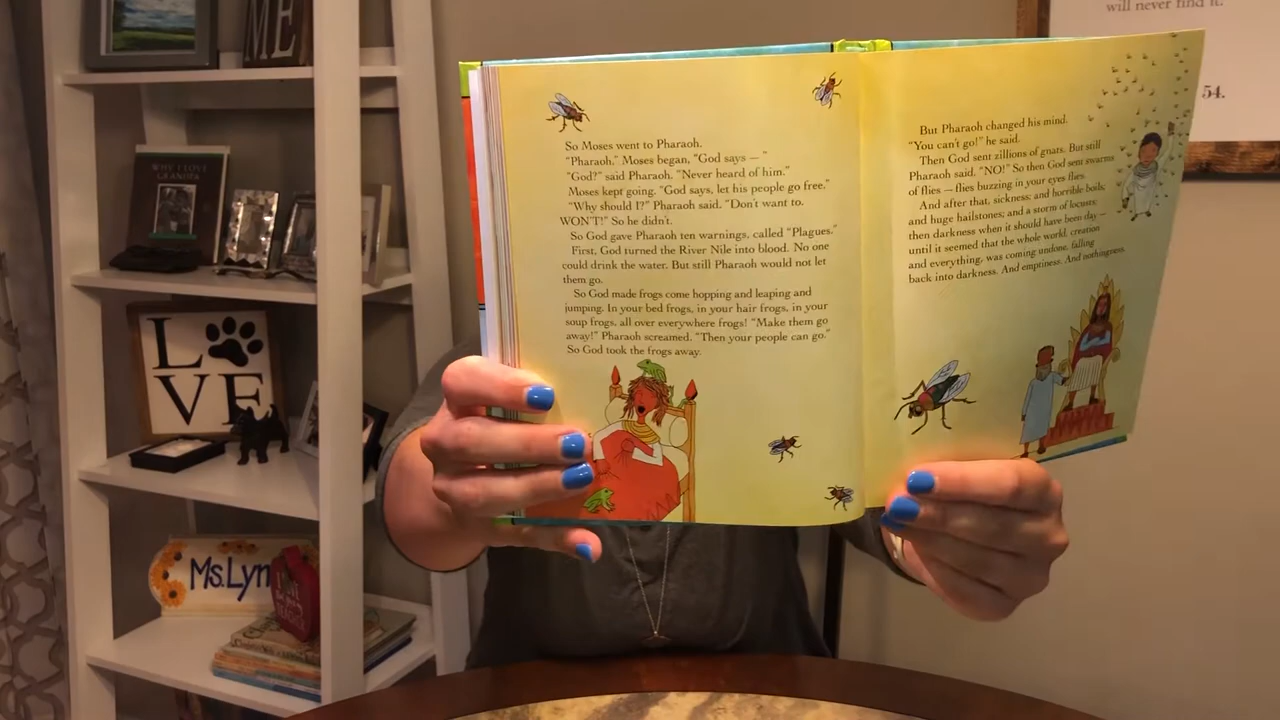 ME
will never find it.
54.
WHY I LOVE
GRANDPA
LO
VE
Ms.Lyn
So Moses went to Pharaoh.
"Pharaoh," Moses began, "God says — "
"God?" said Pharaoh. "Never heard of him."
Moses kept going. "God says, let his people go free."
"Why should I?" Pharaoh said. "Don't want to.
WON'T!" So he didn't.
So God gave Pharaoh ten warnings, called "Plagues."
First, God turned the River Nile into blood. No one
could drink the water. But still Pharaoh would not let
them go.
So God made frogs come hopping and leaping and
jumping. In your bed frogs, in your hair frogs, in your
soup frogs, all over everywhere frogs! "Make them go
away!" Pharaoh screamed. "Then your people can go."
So God took the frogs away.
But Pharaoh changed his mind.
"You can't go!" he said.
Then God sent zillions of gnats. But still
Pharaoh said, "NO!" So then God sent swarms
of flies — flies buzzing in your eyes flies.
And after that, sickness; and horrible boils;
and huge hailstones; and a storm of locusts;
then darkness when it should have been day —
until it seemed that the whole world, creation
and everything, was coming undone, falling
back into darkness. And emptiness. And nothingness.